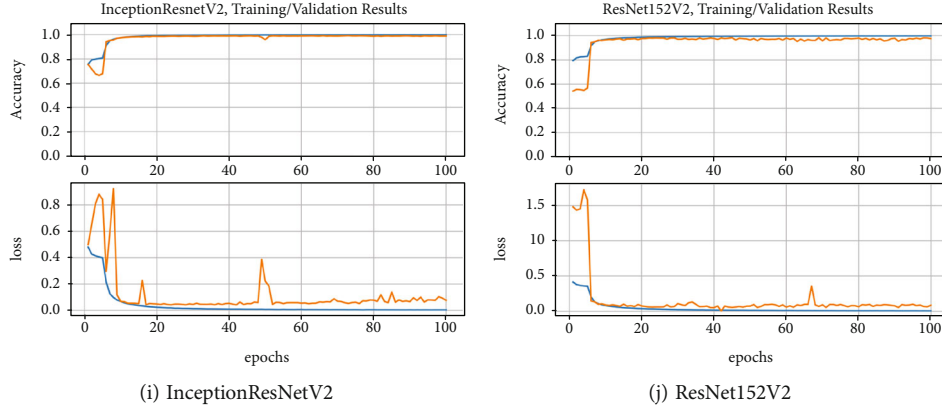 InceptionResnetV2, Training/Validation Results
Accuracy
1.0
0.8
0.6
0.4
0.2
0.0
0 20 40 60 80 100
loss
0.8
0.6
0.4
0.2
0.0
0 20 40 60 80 100
epochs
(i) InceptionResNetV2
ResNet152V2, Training/Validation Results
Accuracy
1.0
0.8
0.6
0.4
0.2
0.0
0 20 40 60 80 100
loss
1.5
10
0.5
0.0
0 20 40 60 80 100
epochs
(j) ResNet152V2